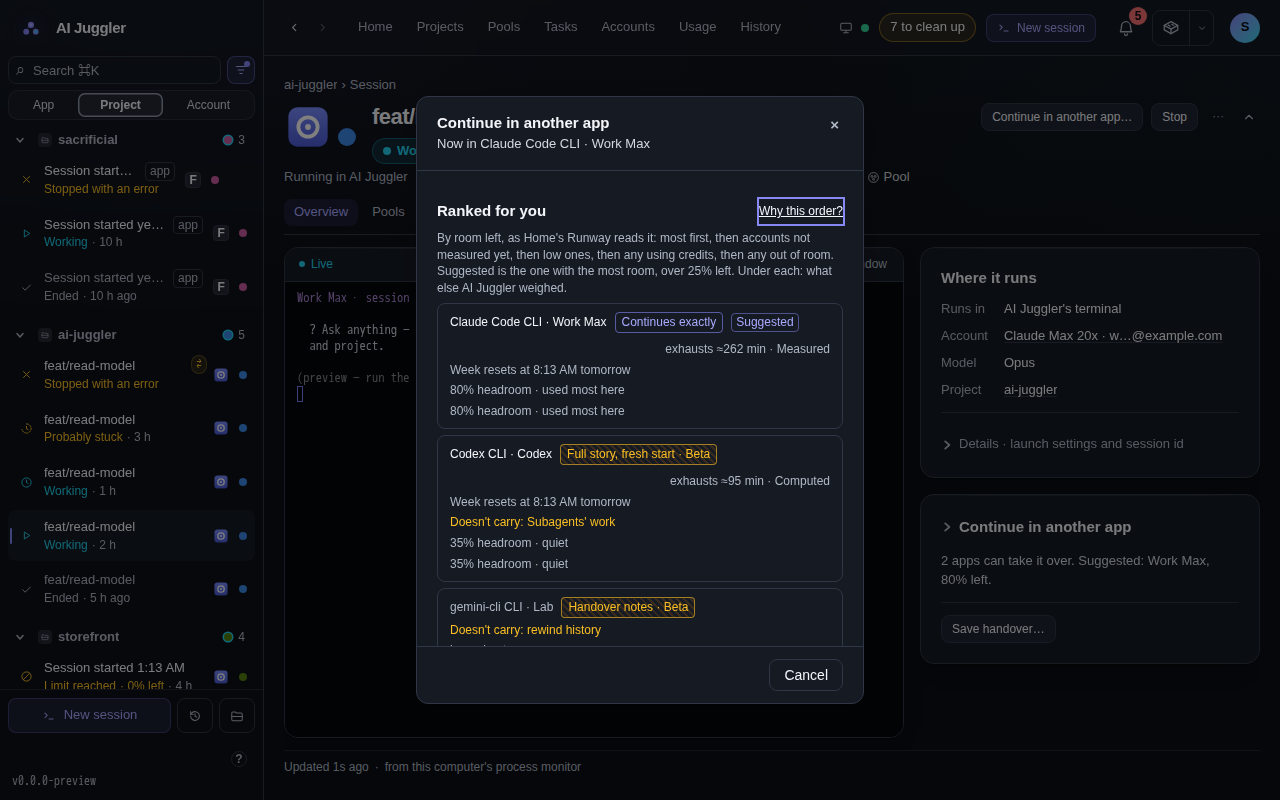 AI Juggler
Search ⌘K
App Project Account
sacrificial 3
Session start… app
Stopped with an error F
Session started ye… app
Working · 10 h F
Session started ye… app
Ended · 10 h ago F
ai-juggler 5
feat/read-model
Stopped with an error
feat/read-model
Probably stuck · 3 h
feat/read-model
Working · 1 h
feat/read-model
Working · 2 h
feat/read-model
Ended · 5 h ago
storefront 4
Session started 1:13 AM
Limit reached · 0% left · 4 h
New session
?
v0.0.0-preview
Home Projects Pools Tasks Accounts Usage History
7 to clean up
New session
5
S
ai-juggler › Session
feat/
Wo
Continue in another app… Stop ···
Running in AI Juggler
Pool
Overview Pools
Live
Work Max · session
? Ask anything —
and project.
(preview — run the
Continue in another app ×
Now in Claude Code CLI · Work Max
Ranked for you Why this order?
By room left, as Home's Runway reads it: most first, then accounts not
measured yet, then low ones, then any using credits, then any out of room.
Suggested is the one with the most room, over 25% left. Under each: what
else AI Juggler weighed.
Claude Code CLI · Work Max Continues exactly Suggested
exhausts ≈262 min · Measured
Week resets at 8:13 AM tomorrow
80% headroom · used most here
80% headroom · used most here
Codex CLI · Codex Full story, fresh start · Beta
exhausts ≈95 min · Computed
Week resets at 8:13 AM tomorrow
Doesn't carry: Subagents' work
35% headroom · quiet
35% headroom · quiet
gemini-cli CLI · Lab Handover notes · Beta
Doesn't carry: rewind history
Cancel
Where it runs
Runs in AI Juggler's terminal
Account Claude Max 20x · w…@example.com
Model Opus
Project ai-juggler
Details · launch settings and session id
Continue in another app
2 apps can take it over. Suggested: Work Max,
80% left.
Save handover…
Updated 1s ago · from this computer's process monitor